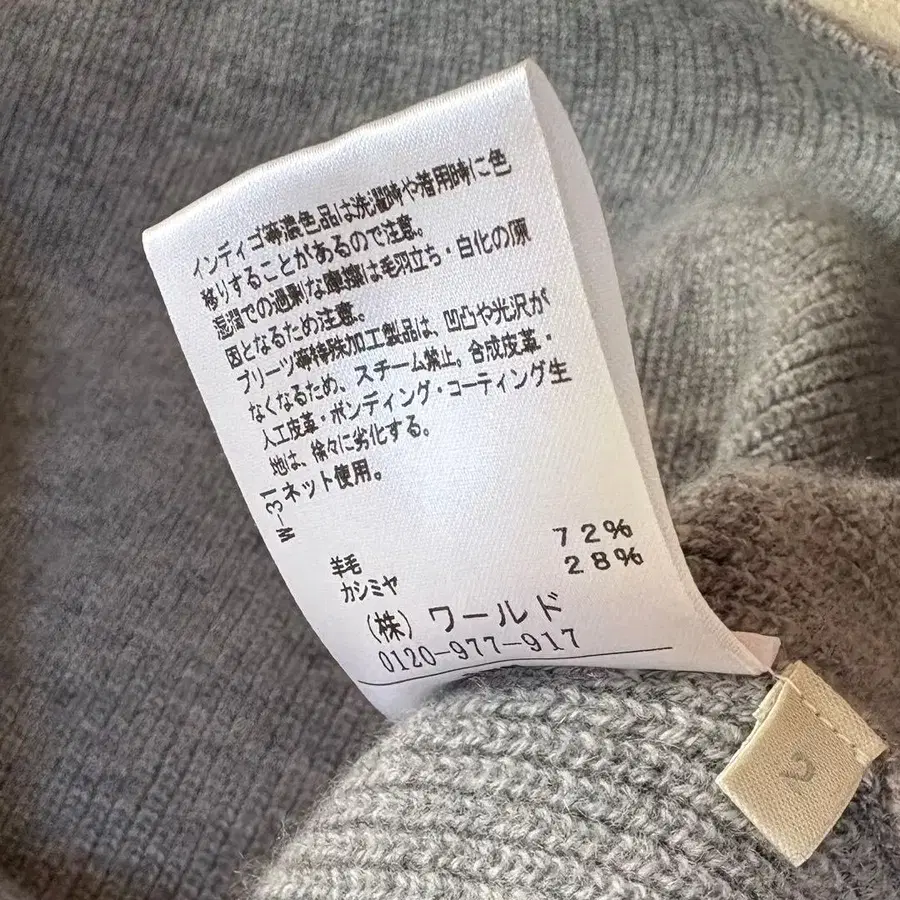 インディゴ等濃色品は洗濯時や着用時に色
移りすることがあるので注意。
湿潤での過剰な摩擦は毛羽立ち・白化の原
因となるため注意。
プリーツ等特殊加工製品は、凹凸や光沢が
なくなるため、スチーム禁止。合成皮革・
人工皮革・ボンディング・コーティング生
地は、徐々に劣化する。
ネット使用。
W-31
羊毛 72%
カシミヤ 28%
(株) ワールド
0120-977-917